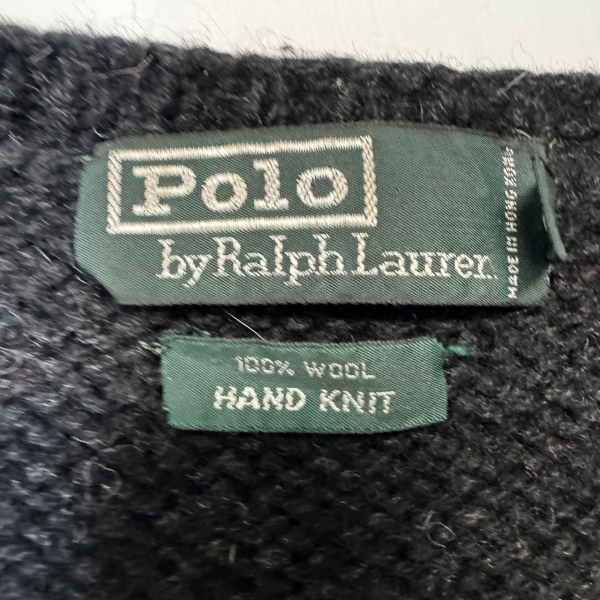 Polo
by Ralph Lauren
MADE IN HONG KONG
100% WOOL
HAND KNIT